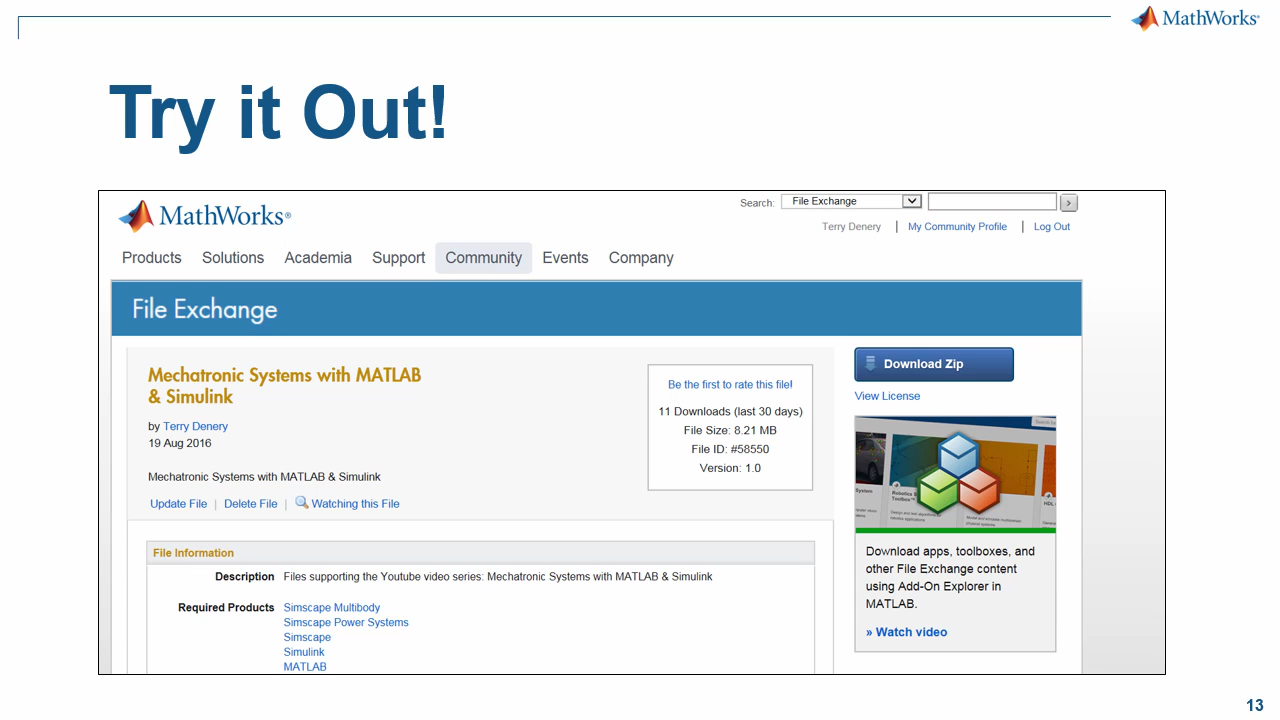 MathWorks®
Try it Out!
MathWorks®
Search: File Exchange
Terry Denery | My Community Profile | Log Out
Products Solutions Academia Support Community Events Company
File Exchange
Mechatronic Systems with MATLAB
& Simulink
by Terry Denery
19 Aug 2016
Mechatronic Systems with MATLAB & Simulink
Update File | Delete File | Watching this File
Be the first to rate this file!
11 Downloads (last 30 days)
File Size: 8.21 MB
File ID: #58550
Version: 1.0
Download Zip
View License
Robotics
Toolbox™
Download apps, toolboxes, and
other File Exchange content
using Add-On Explorer in
MATLAB.
» Watch video
File Information
Description Files supporting the Youtube video series: Mechatronic Systems with MATLAB & Simulink
Required Products Simscape Multibody
Simscape Power Systems
Simscape
Simulink
MATLAB
13